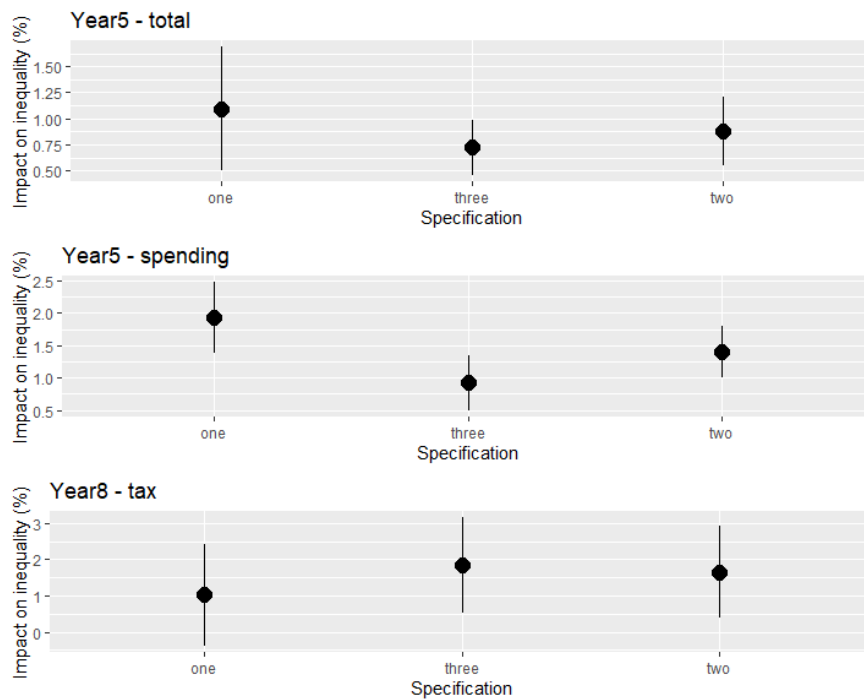 Year5 - total
Impact on inequality (%)
1.50
1.25
1.00
0.75
0.50
one three two
Specification
Year5 - spending
Impact on inequality (%)
2.5
2.0
1.5
1.0
0.5
one three two
Specification
Year8 - tax
Impact on inequality (%)
3
2
1
0
one three two
Specification